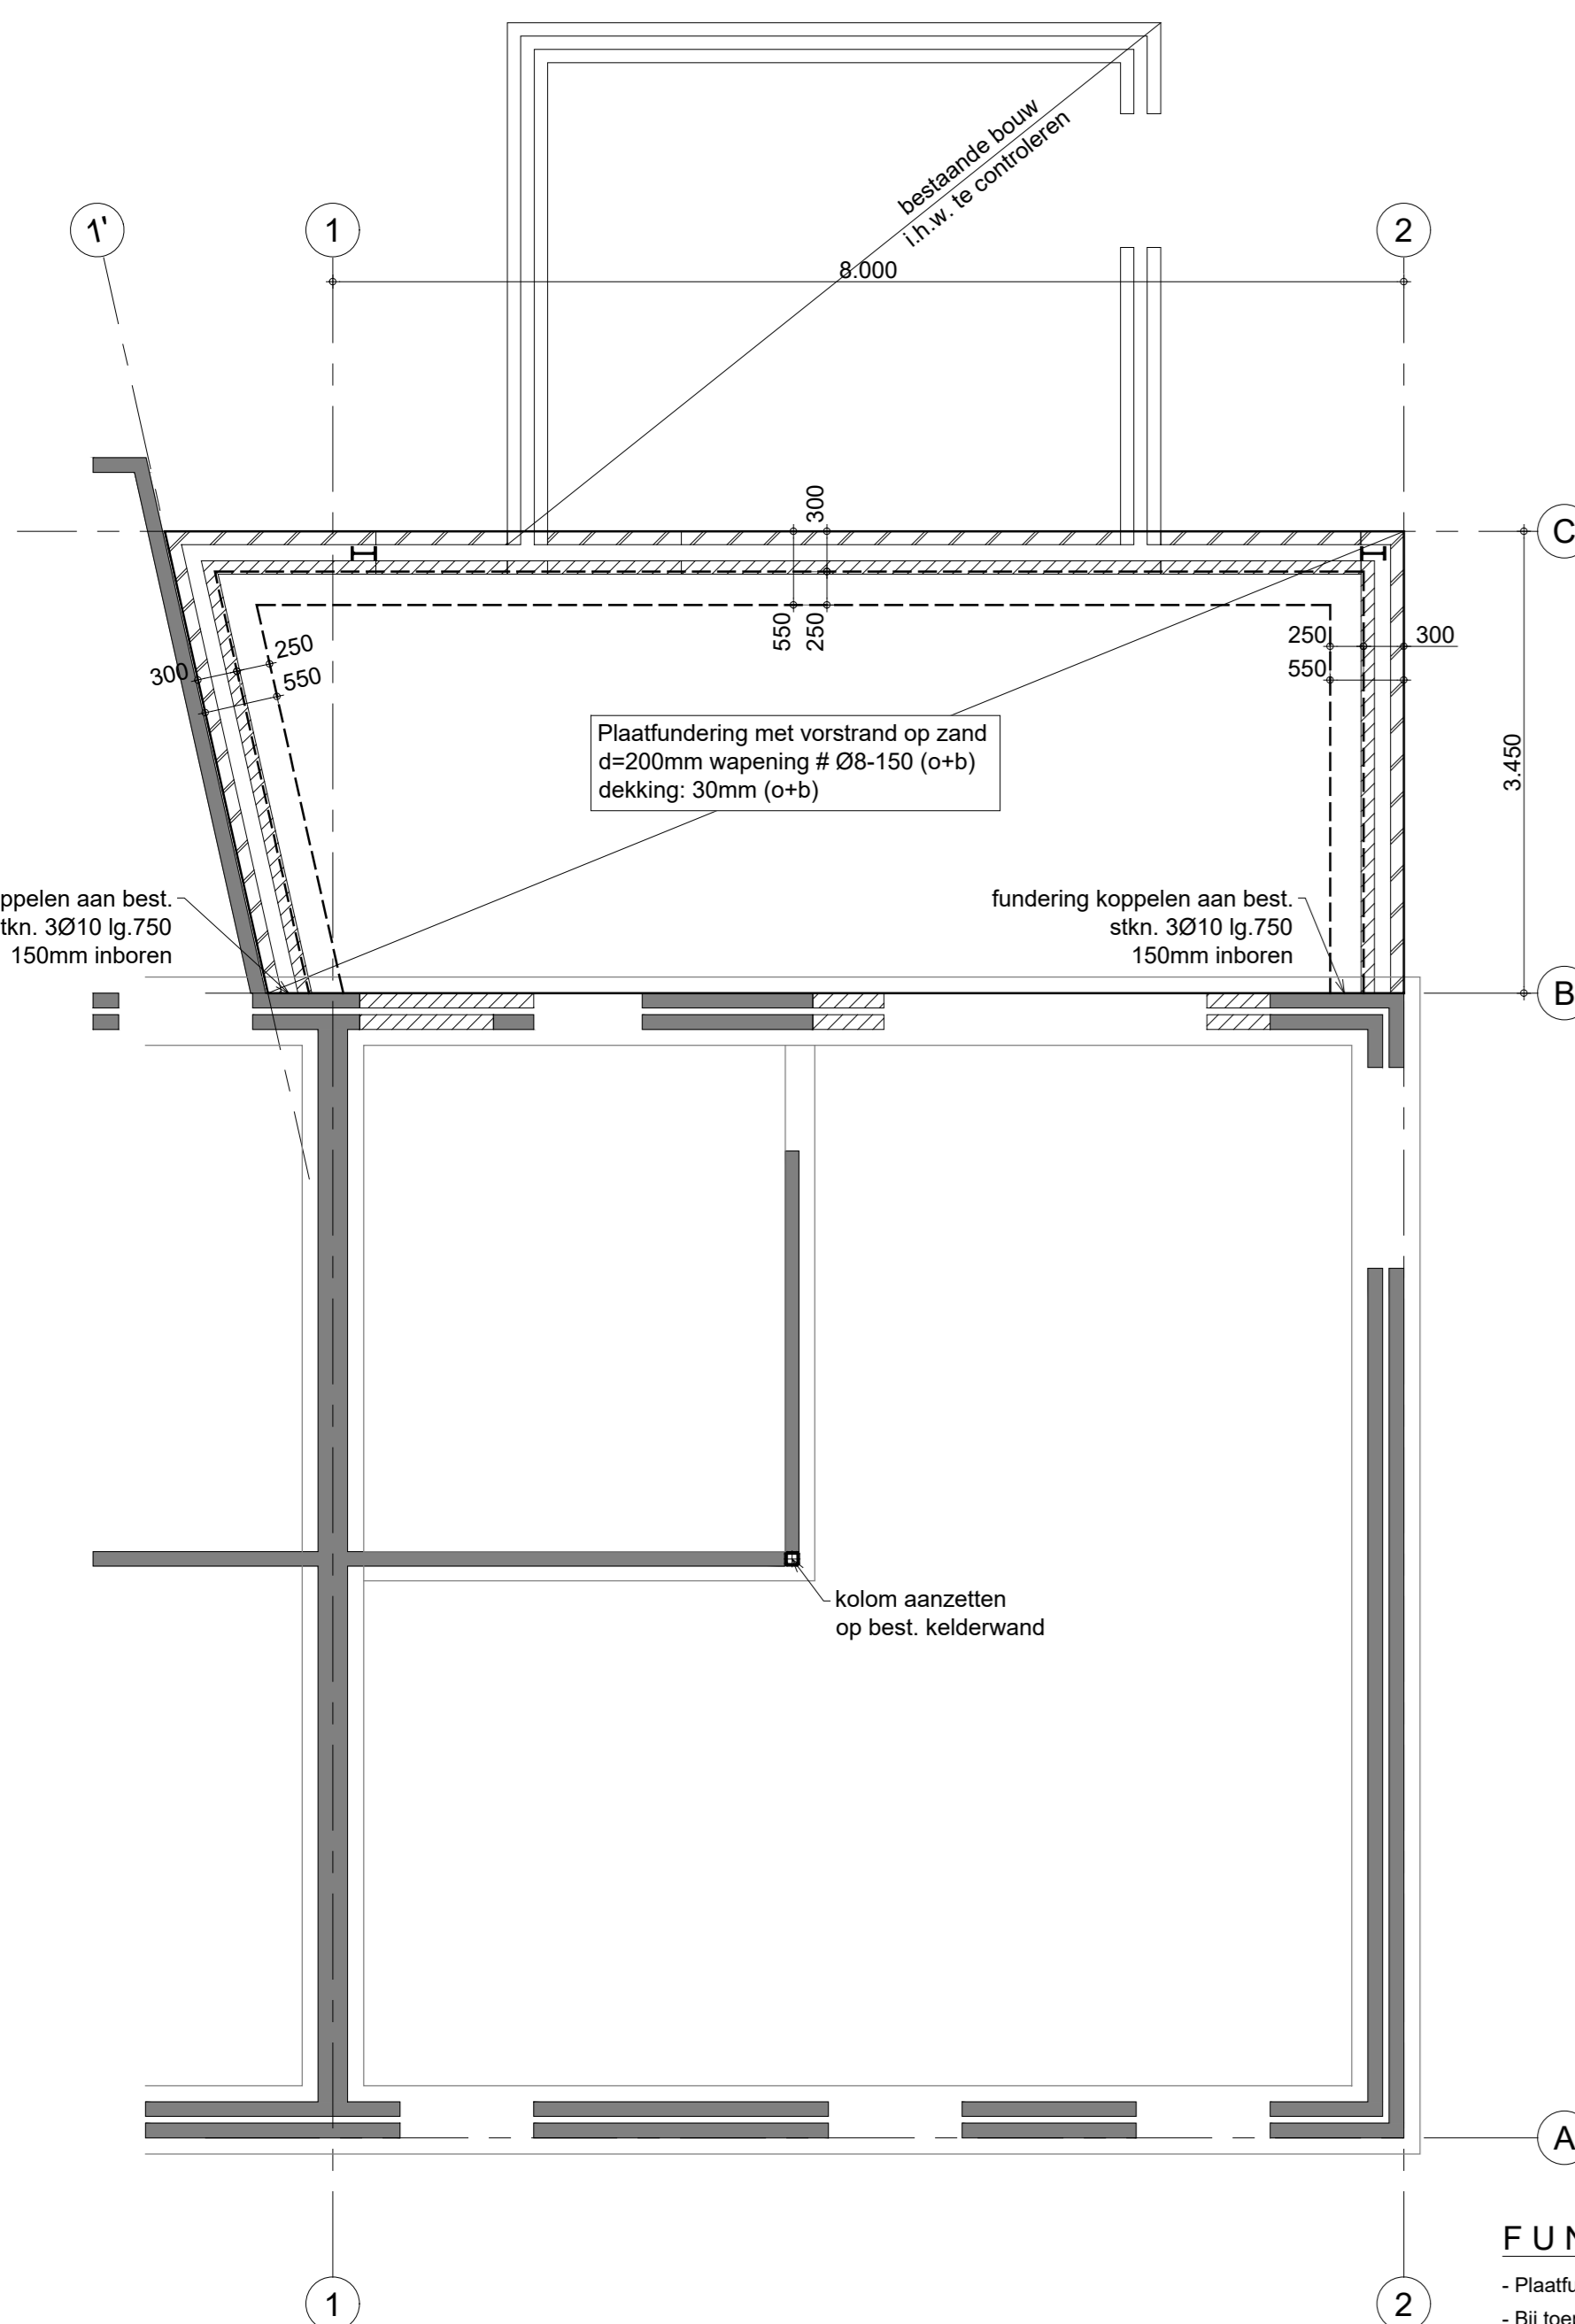 bestaande bouw
i.h.w. te controleren
1'
1
2
8.000
C
300
550
250
250
300
550
250
300
550
Plaatfundering met vorstrand op zand
d=200mm wapening # Ø8-150 (o+b)
dekking: 30mm (o+b)
3.450
ppelen aan best.
tkn. 3Ø10 lg.750
150mm inboren
fundering koppelen aan best.
stkn. 3Ø10 lg.750
150mm inboren
B
kolom aanzetten
op best. kelderwand
A
F U N
- Plaatfu
- Bij toep
1
2